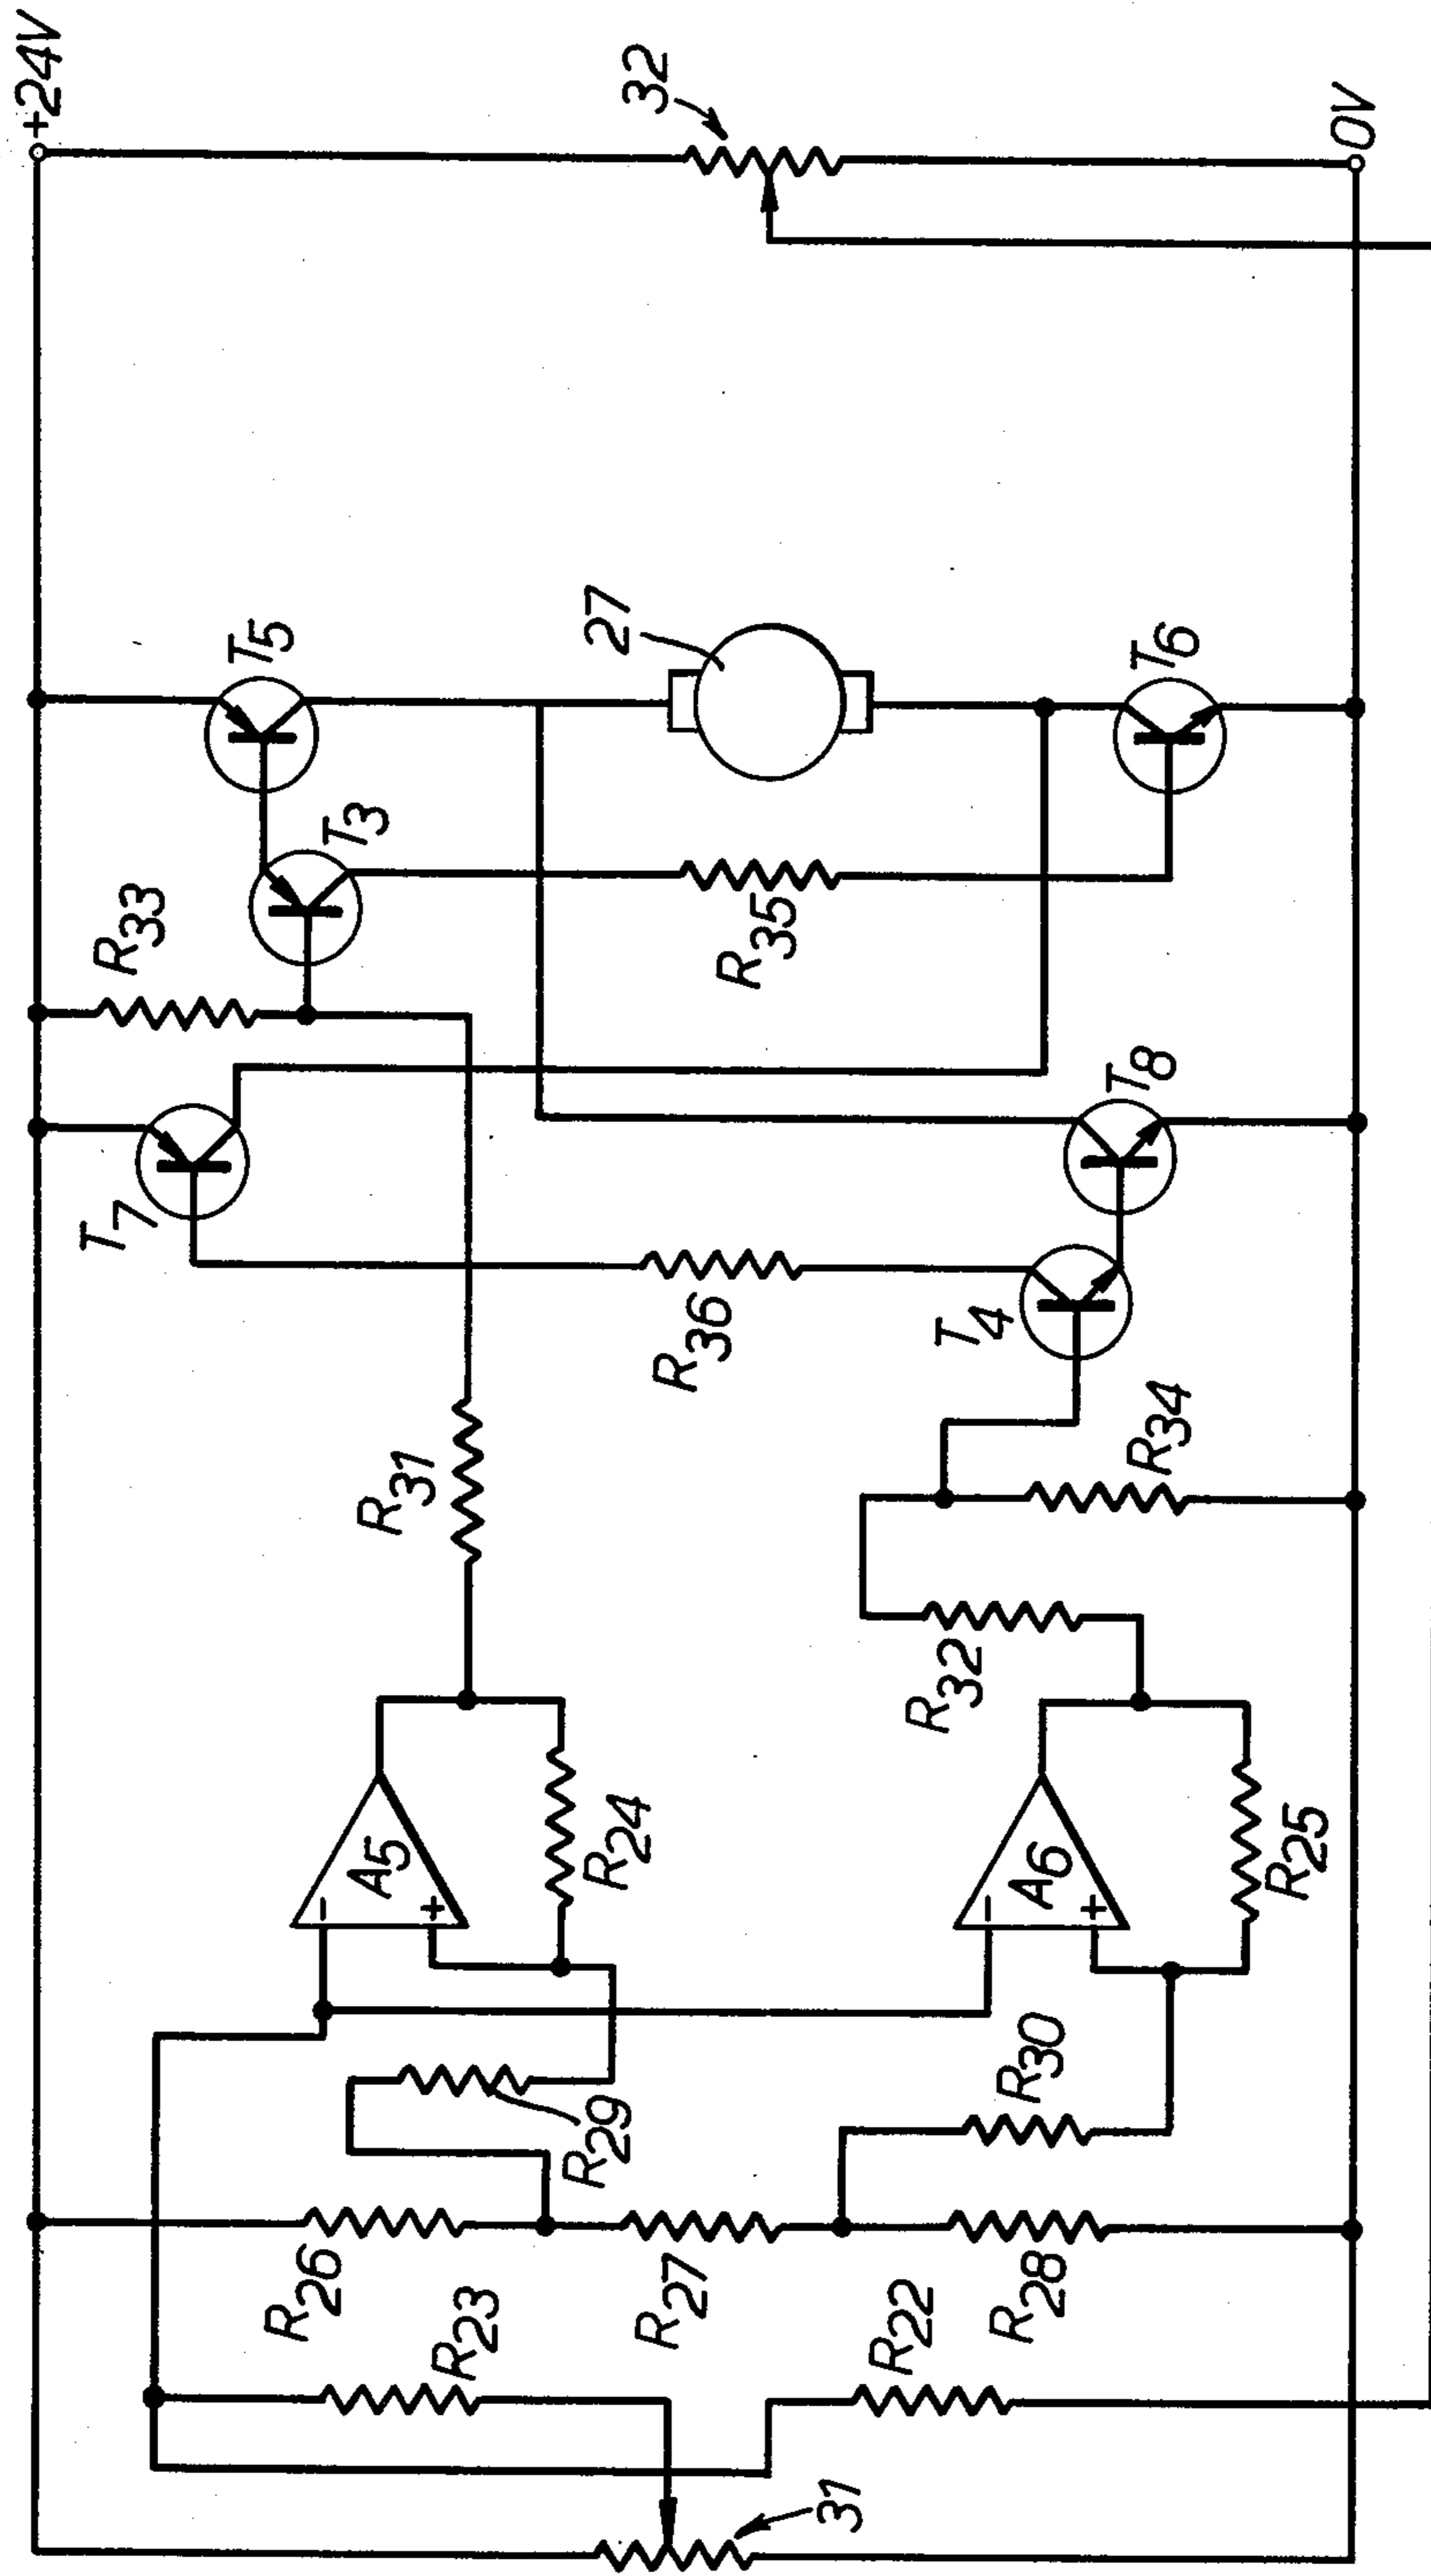 +24V
32
0V
T5
27
T6
T3
R33
R35
T7
T8
R36
T4
R31
R34
R32
A5
-
+
R24
A6
-
+
R25
R29
R30
R26
R23
R27
R22
R28
31